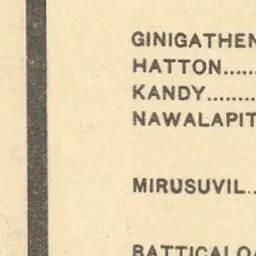 GINIGATHEN
HATTON......
KANDY.........
NAWALAPIT
MIRUSUVIL..
BATTICALOA